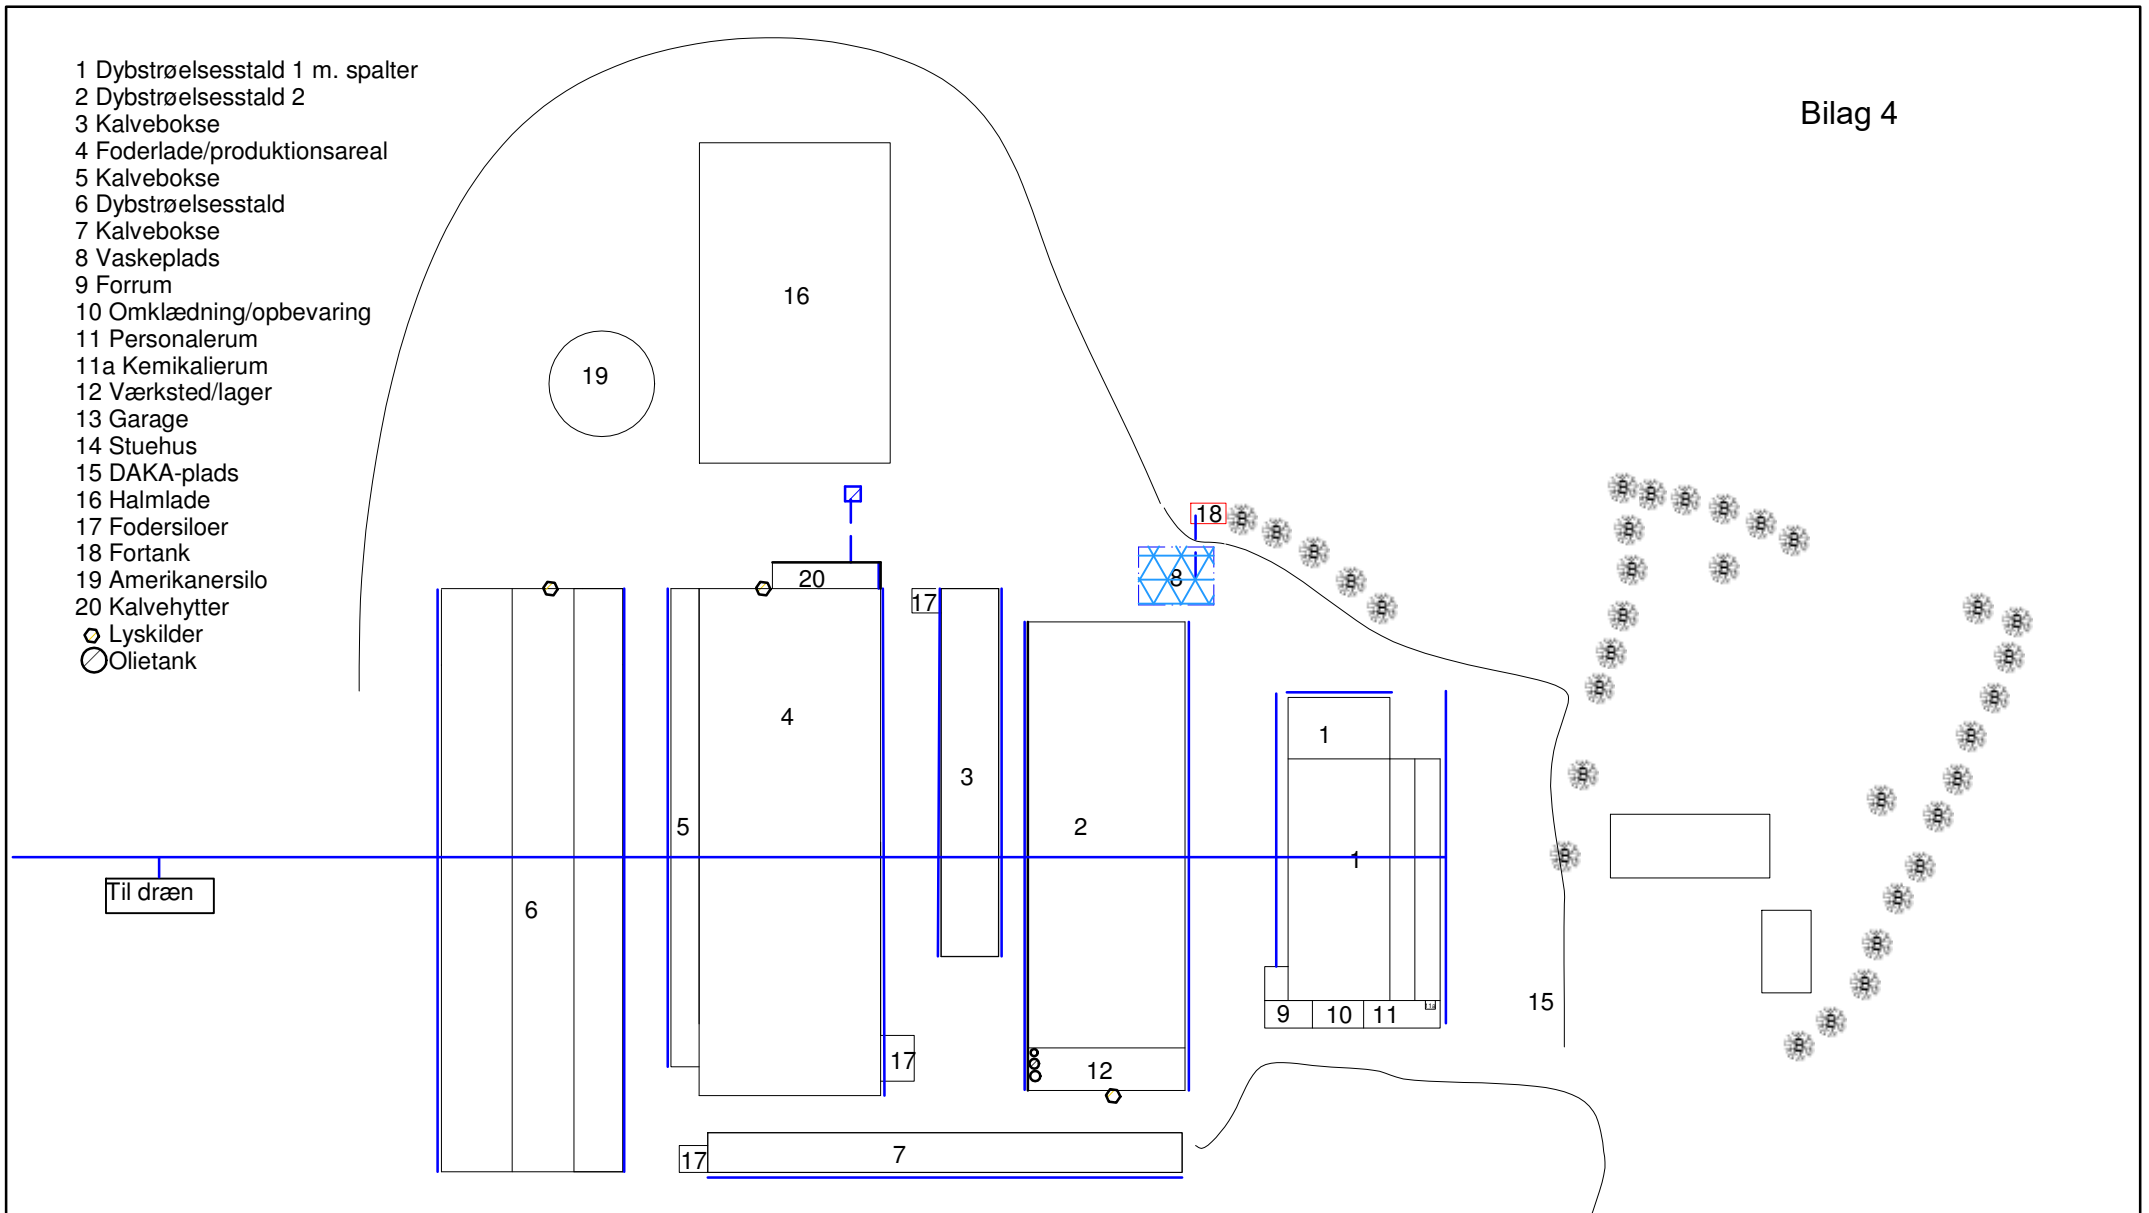 1 Dybstrøelsesstald 1 m. spalter
2 Dybstrøelsesstald 2
3 Kalvebokse
4 Foderlade/produktionsareal
5 Kalvebokse
6 Dybstrøelsesstald
7 Kalvebokse
8 Vaskeplads
9 Forrum
10 Omklædning/opbevaring
11 Personalerum
11a Kemikalierum
12 Værksted/lager
13 Garage
14 Stuehus
15 DAKA-plads
16 Halmlade
17 Fodersiloer
18 Fortank
19 Amerikanersilo
20 Kalvehytter
Lyskilder
Olietank
Bilag 4
16
19
18
8
20
17
4
1
3
5
2
1
Til dræn
6
15
9
10
11
11a
17
12
7
17